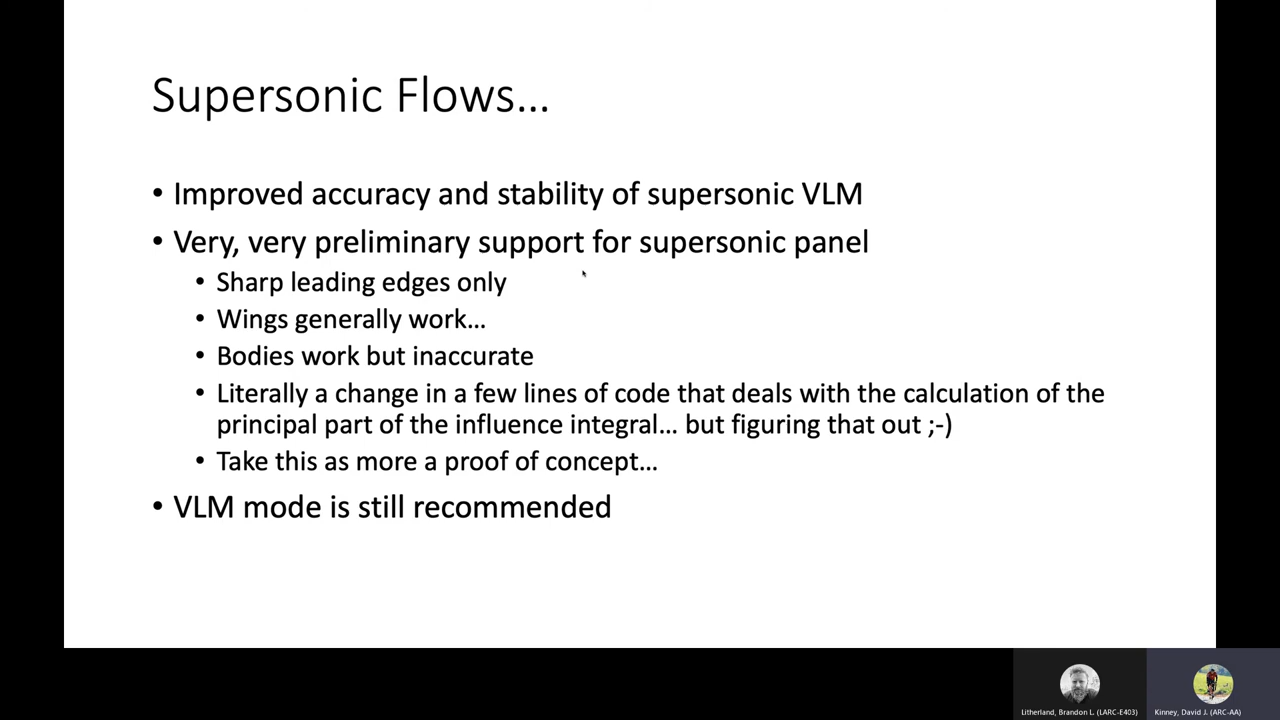 Supersonic Flows...
• Improved accuracy and stability of supersonic VLM
• Very, very preliminary support for supersonic panel
• Sharp leading edges only
• Wings generally work...
• Bodies work but inaccurate
• Literally a change in a few lines of code that deals with the calculation of the
principal part of the influence integral... but figuring that out ;-)
• Take this as more a proof of concept...
• VLM mode is still recommended
Litherland, Brandon L. (LARC-E403)
Kinney, David J. (ARC-AA)